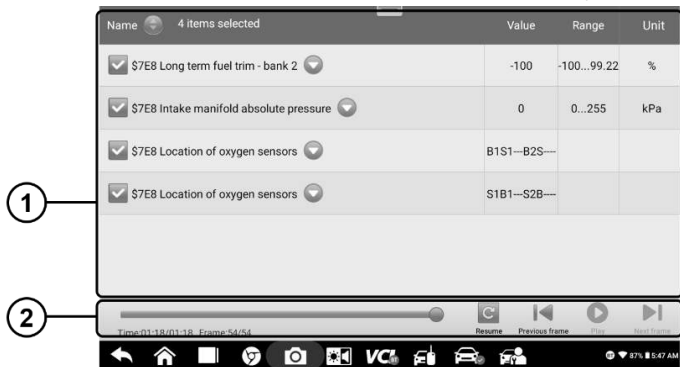 Name 4 items selected Value Range Unit
$7E8 Long term fuel trim - bank 2 -100 -100...99.22 %
$7E8 Intake manifold absolute pressure 0 0...255 kPa
$7E8 Location of oxygen sensors B1S1---B2S----
1
$7E8 Location of oxygen sensors S1B1---S2B----
2
Time:01:18/01:18 Frame:54/54 Resume Previous frame Play Next frame
VCI 87% 5:47 AM